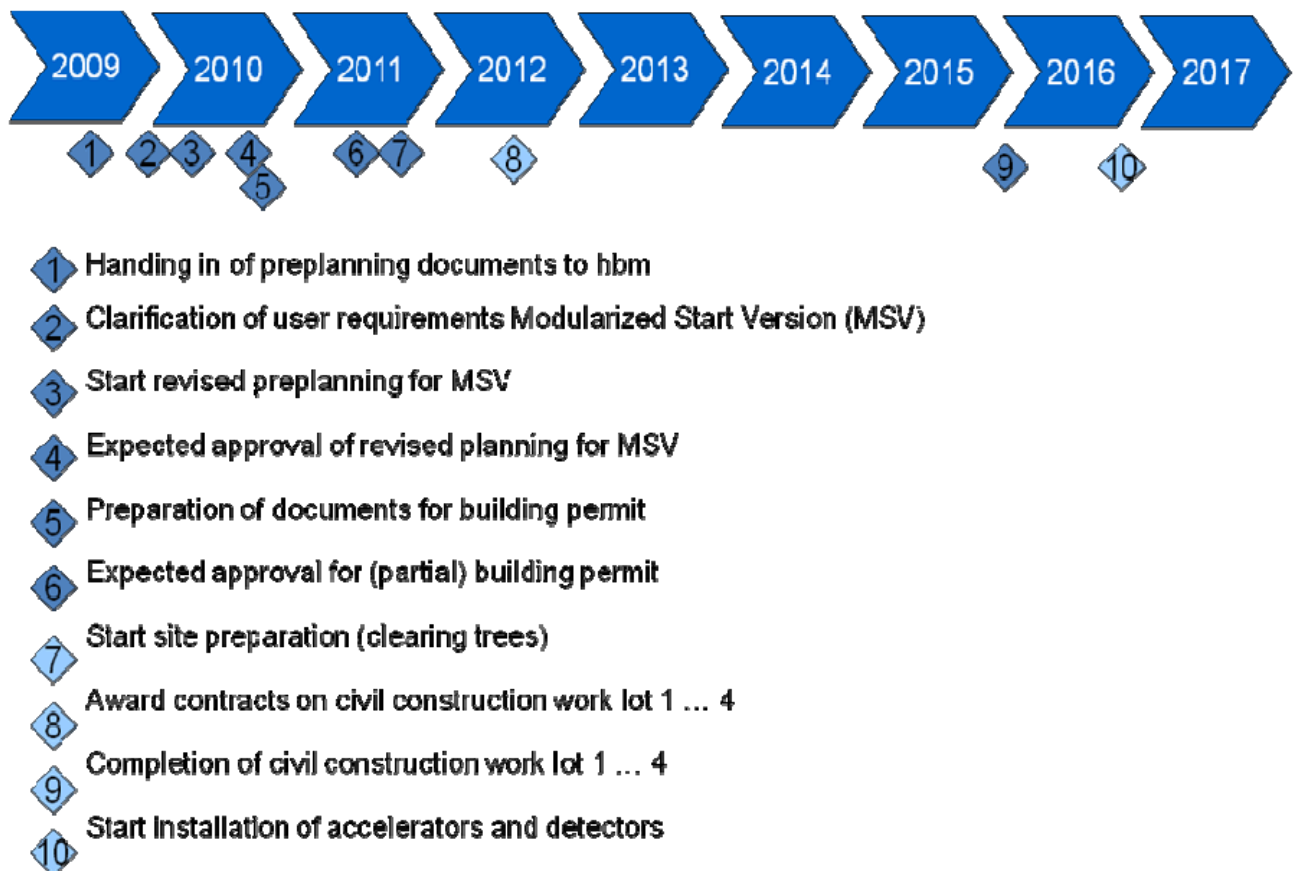 2009 2010 2011 2012 2013 2014 2015 2016 2017
1 2 3 4 6 7 8 9 10
5
1 Handing in of preplanning documents to hbm
2 Clarification of user requirements Modularized Start Version (MSV)
3 Start revised preplanning for MSV
4 Expected approval of revised planning for MSV
5 Preparation of documents for building permit
6 Expected approval for (partial) building permit
7 Start site preparation (clearing trees)
8 Award contracts on civil construction work lot 1 ... 4
9 Completion of civil construction work lot 1 ... 4
10 Start installation of accelerators and detectors